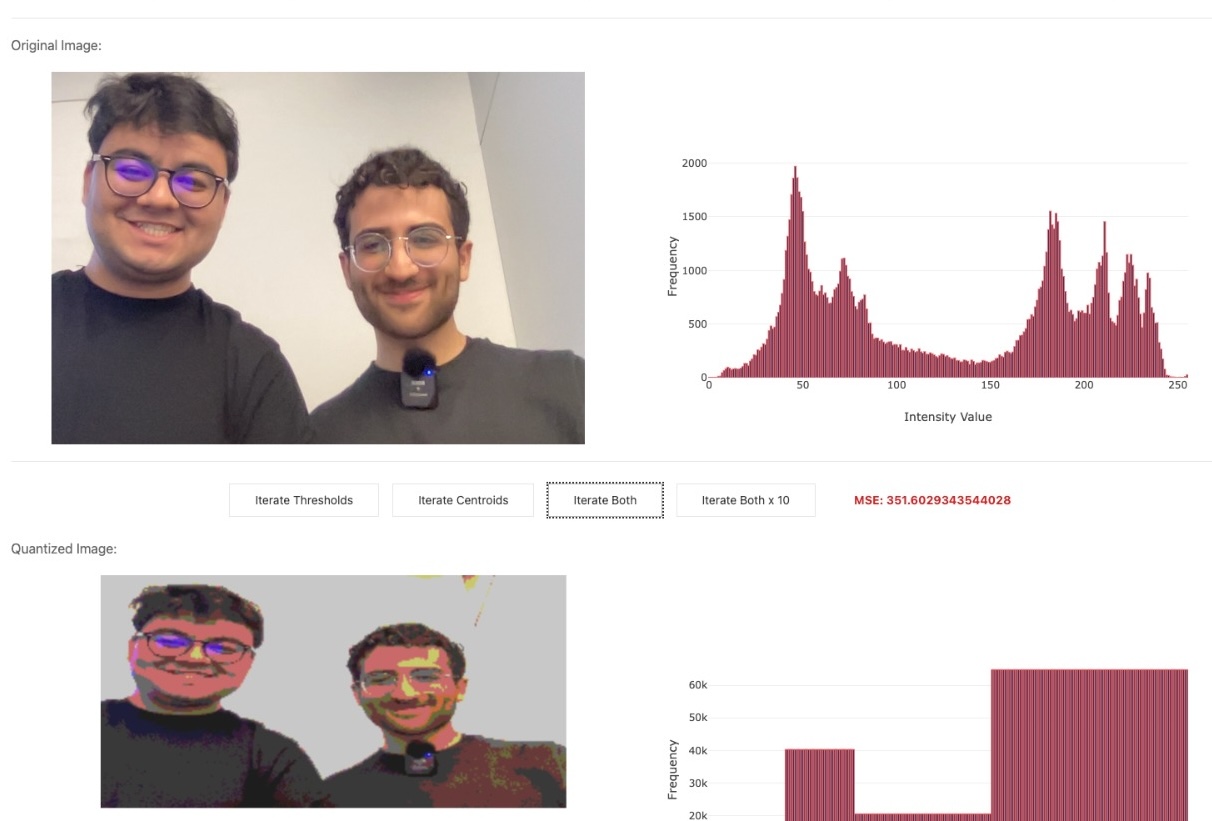 Original Image:
2000
1500
1000
500
0
Frequency
0 50 100 150 200 250
Intensity Value
Iterate Thresholds Iterate Centroids Iterate Both Iterate Both x 10 MSE: 351.6029343544028
Quantized Image:
60k
50k
40k
30k
20k
Frequency